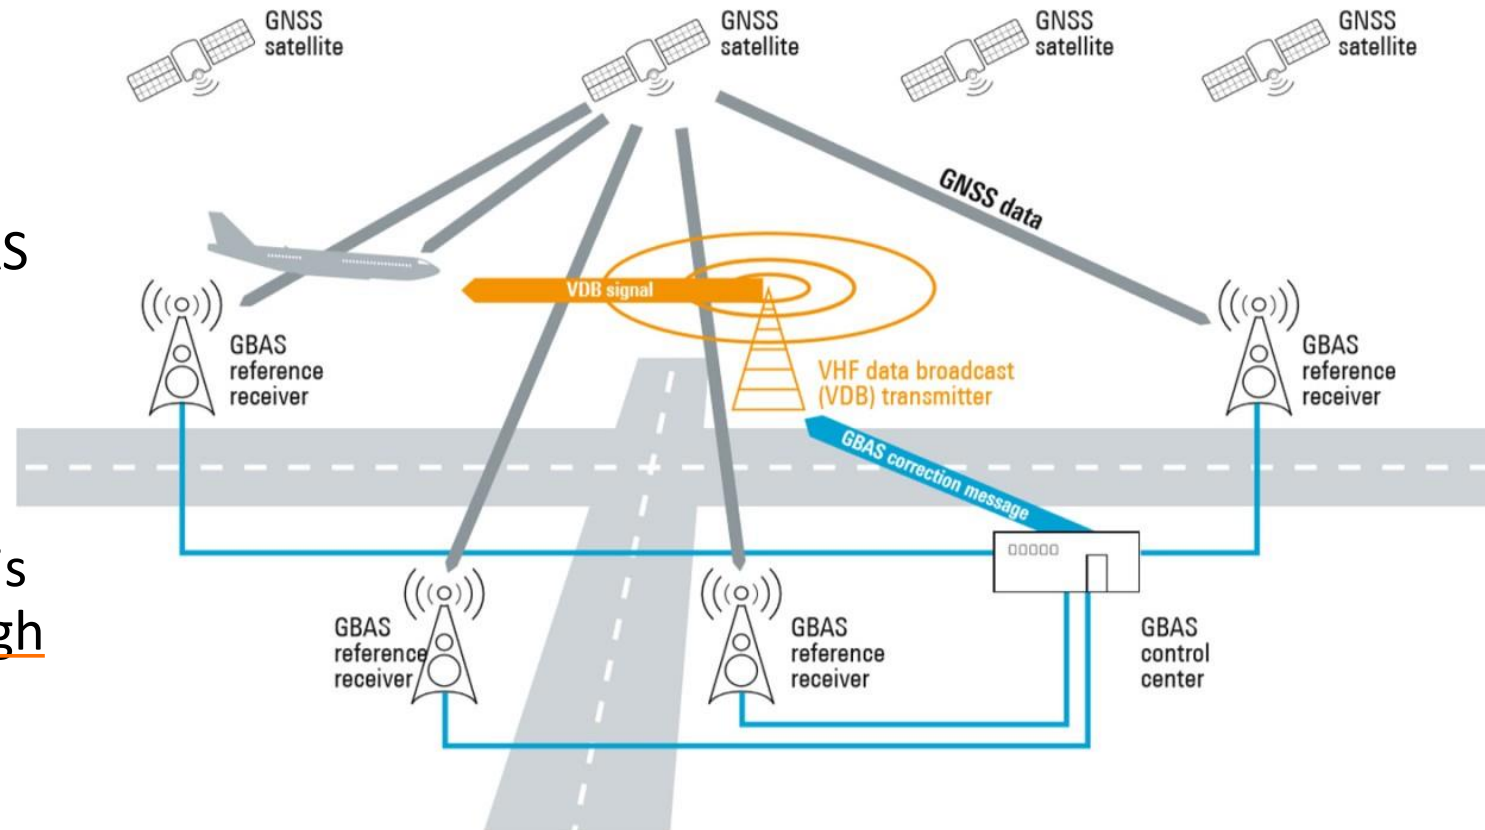 GNSS
satellite
GNSS
satellite
GNSS
satellite
GNSS
satellite
GNSS data
VDB signal
GBAS
reference
receiver
VHF data broadcast
(VDB) transmitter
GBAS
reference
receiver
GBAS correction message
GBAS
reference
receiver
GBAS
reference
receiver
GBAS
control
center